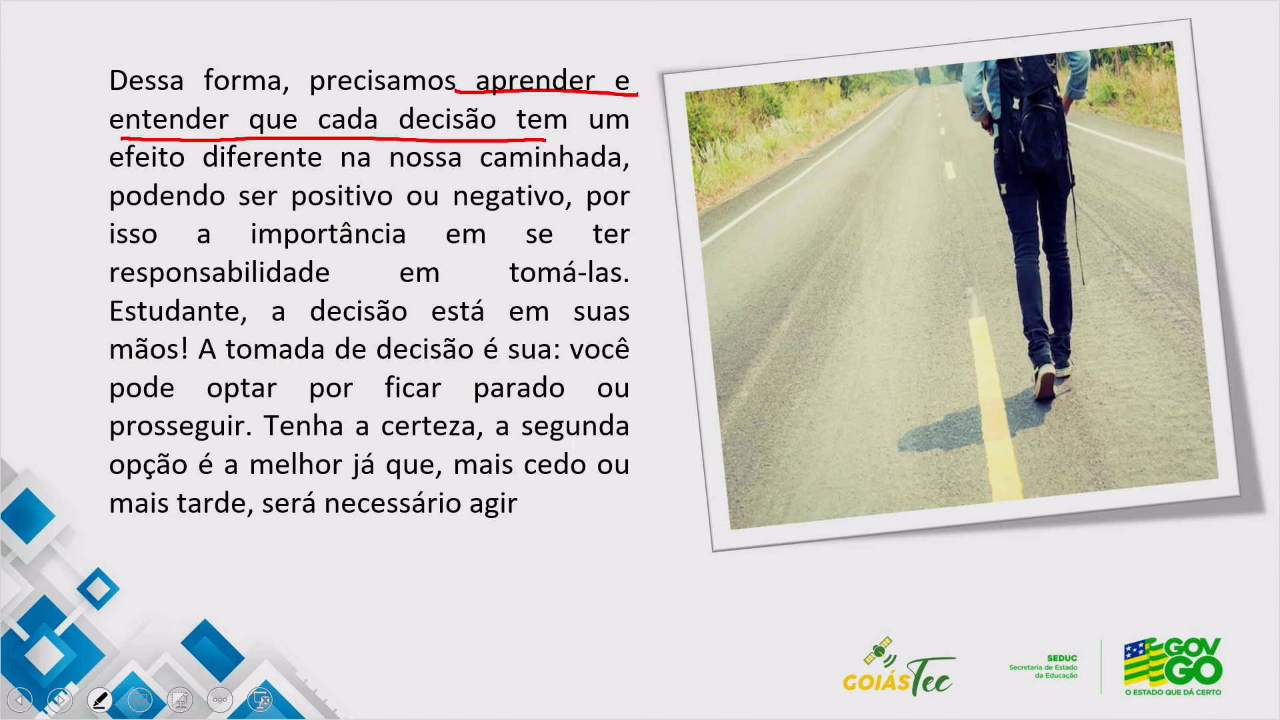 Dessa forma, precisamos aprender e
entender que cada decisão tem um
efeito diferente na nossa caminhada,
podendo ser positivo ou negativo, por
isso a importância em se ter
responsabilidade em tomá-las.
Estudante, a decisão está em suas
mãos! A tomada de decisão é sua: você
pode optar por ficar parado ou
prosseguir. Tenha a certeza, a segunda
opção é a melhor já que, mais cedo ou
mais tarde, será necessário agir
GOIÁSTec
SEDUC
Secretaria de Estado
da Educação
GOV
GO
O ESTADO QUE DÁ CERTO